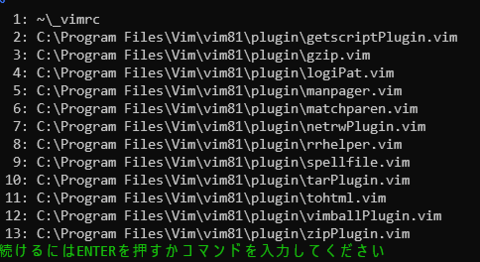 1: ~\_vimrc
2: C:\Program Files\Vim\vim81\plugin\getscriptPlugin.vim
3: C:\Program Files\Vim\vim81\plugin\gzip.vim
4: C:\Program Files\Vim\vim81\plugin\logiPat.vim
5: C:\Program Files\Vim\vim81\plugin\manpager.vim
6: C:\Program Files\Vim\vim81\plugin\matchparen.vim
7: C:\Program Files\Vim\vim81\plugin\netrwPlugin.vim
8: C:\Program Files\Vim\vim81\plugin\rrhelper.vim
9: C:\Program Files\Vim\vim81\plugin\spellfile.vim
10: C:\Program Files\Vim\vim81\plugin\tarPlugin.vim
11: C:\Program Files\Vim\vim81\plugin\tohtml.vim
12: C:\Program Files\Vim\vim81\plugin\vimballPlugin.vim
13: C:\Program Files\Vim\vim81\plugin\zipPlugin.vim
続けるにはENTERを押すかコマンドを入力してください